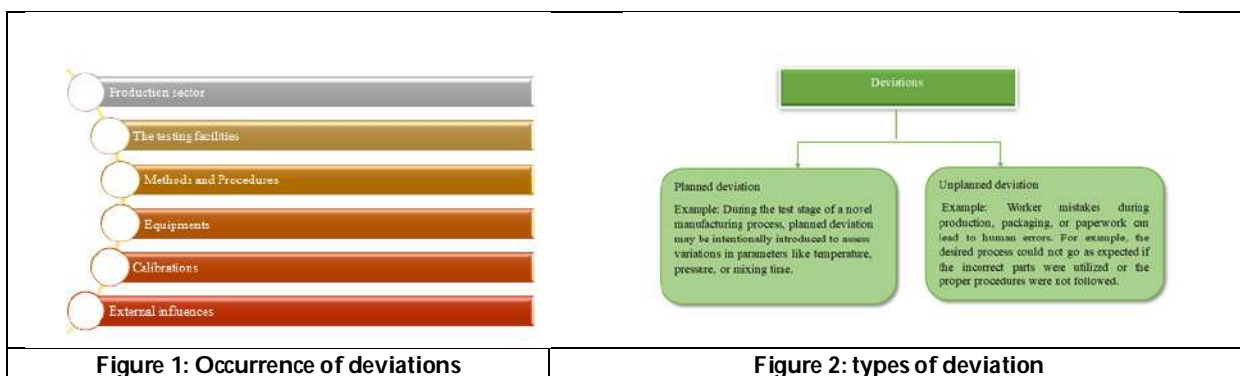 Production sector
The testing facilities
Methods and Procedures
Equipments
Calibrations
External influences
Figure 1: Occurrence of deviations
Deviations
Planned deviation
Example: During the test stage of a novel
manufacturing process, planned deviation
may be intentionally introduced to assess
variations in parameters like temperature,
pressure, or mixing time.
Unplanned deviation
Example: Worker mistakes during
production, packaging, or paperwork can
lead to human errors. For example, the
desired process could not go as expected if
the incorrect parts were utilized or the
proper procedures were not followed.
Figure 2: types of deviation